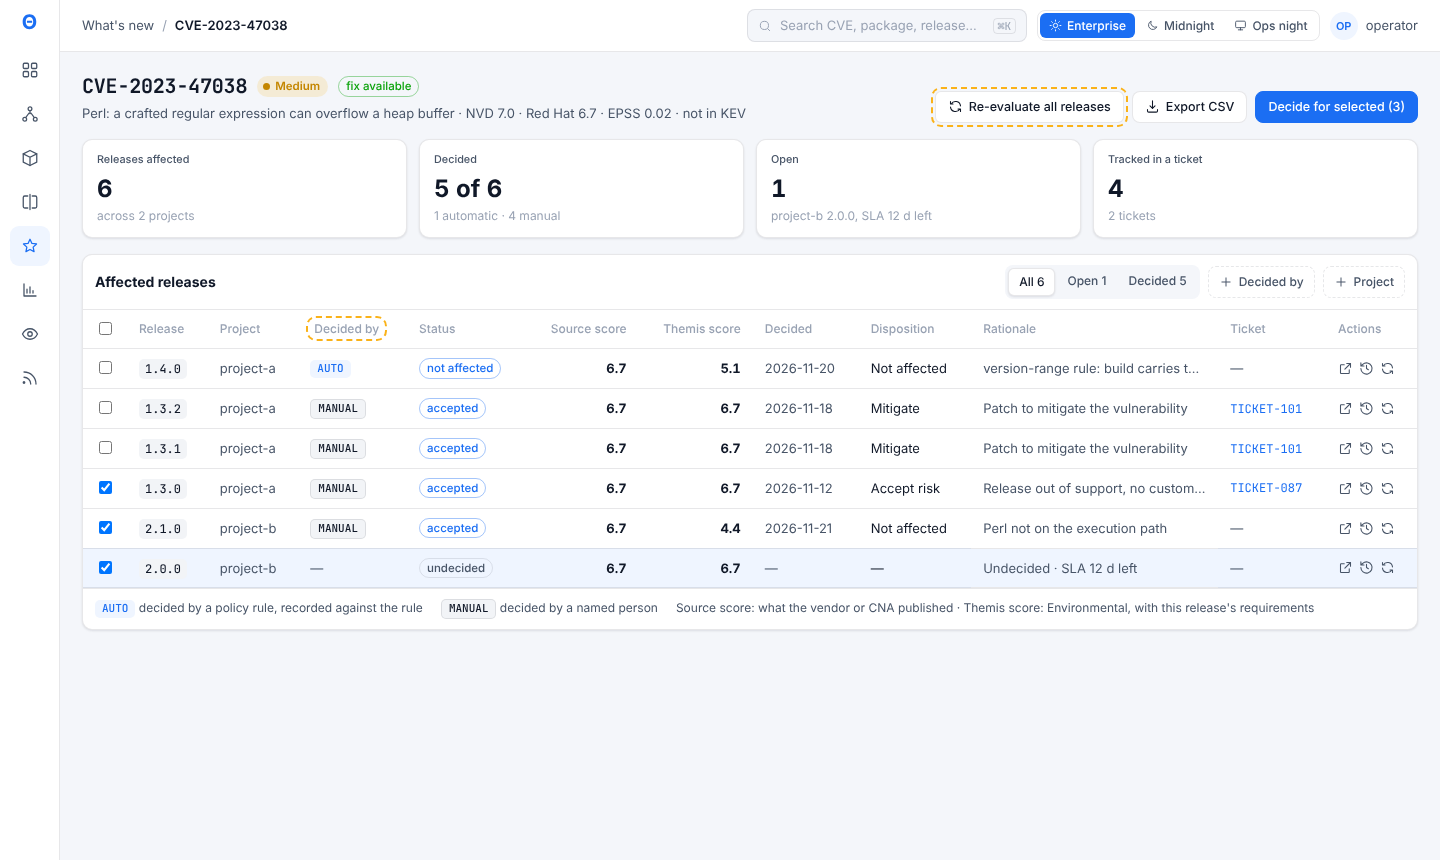 Θ
What's new / CVE-2023-47038
Search CVE, package, release... ⌘K
Enterprise Midnight Ops night
OP operator
CVE-2023-47038 Medium fix available
Perl: a crafted regular expression can overflow a heap buffer · NVD 7.0 · Red Hat 6.7 · EPSS 0.02 · not in KEV
Re-evaluate all releases Export CSV Decide for selected (3)
Releases affected
6
across 2 projects
Decided
5 of 6
1 automatic · 4 manual
Open
1
project-b 2.0.0, SLA 12 d left
Tracked in a ticket
4
2 tickets
Affected releases
All 6 Open 1 Decided 5 + Decided by + Project
Release Project Decided by Status Source score Themis score Decided Disposition Rationale Ticket Actions
1.4.0 project-a AUTO not affected 6.7 5.1 2026-11-20 Not affected version-range rule: build carries t... —
1.3.2 project-a MANUAL accepted 6.7 6.7 2026-11-18 Mitigate Patch to mitigate the vulnerability TICKET-101
1.3.1 project-a MANUAL accepted 6.7 6.7 2026-11-18 Mitigate Patch to mitigate the vulnerability TICKET-101
1.3.0 project-a MANUAL accepted 6.7 6.7 2026-11-12 Accept risk Release out of support, no custom... TICKET-087
2.1.0 project-b MANUAL accepted 6.7 4.4 2026-11-21 Not affected Perl not on the execution path —
2.0.0 project-b — undecided 6.7 6.7 — — Undecided · SLA 12 d left —
AUTO decided by a policy rule, recorded against the rule MANUAL decided by a named person Source score: what the vendor or CNA published · Themis score: Environmental, with this release's requirements